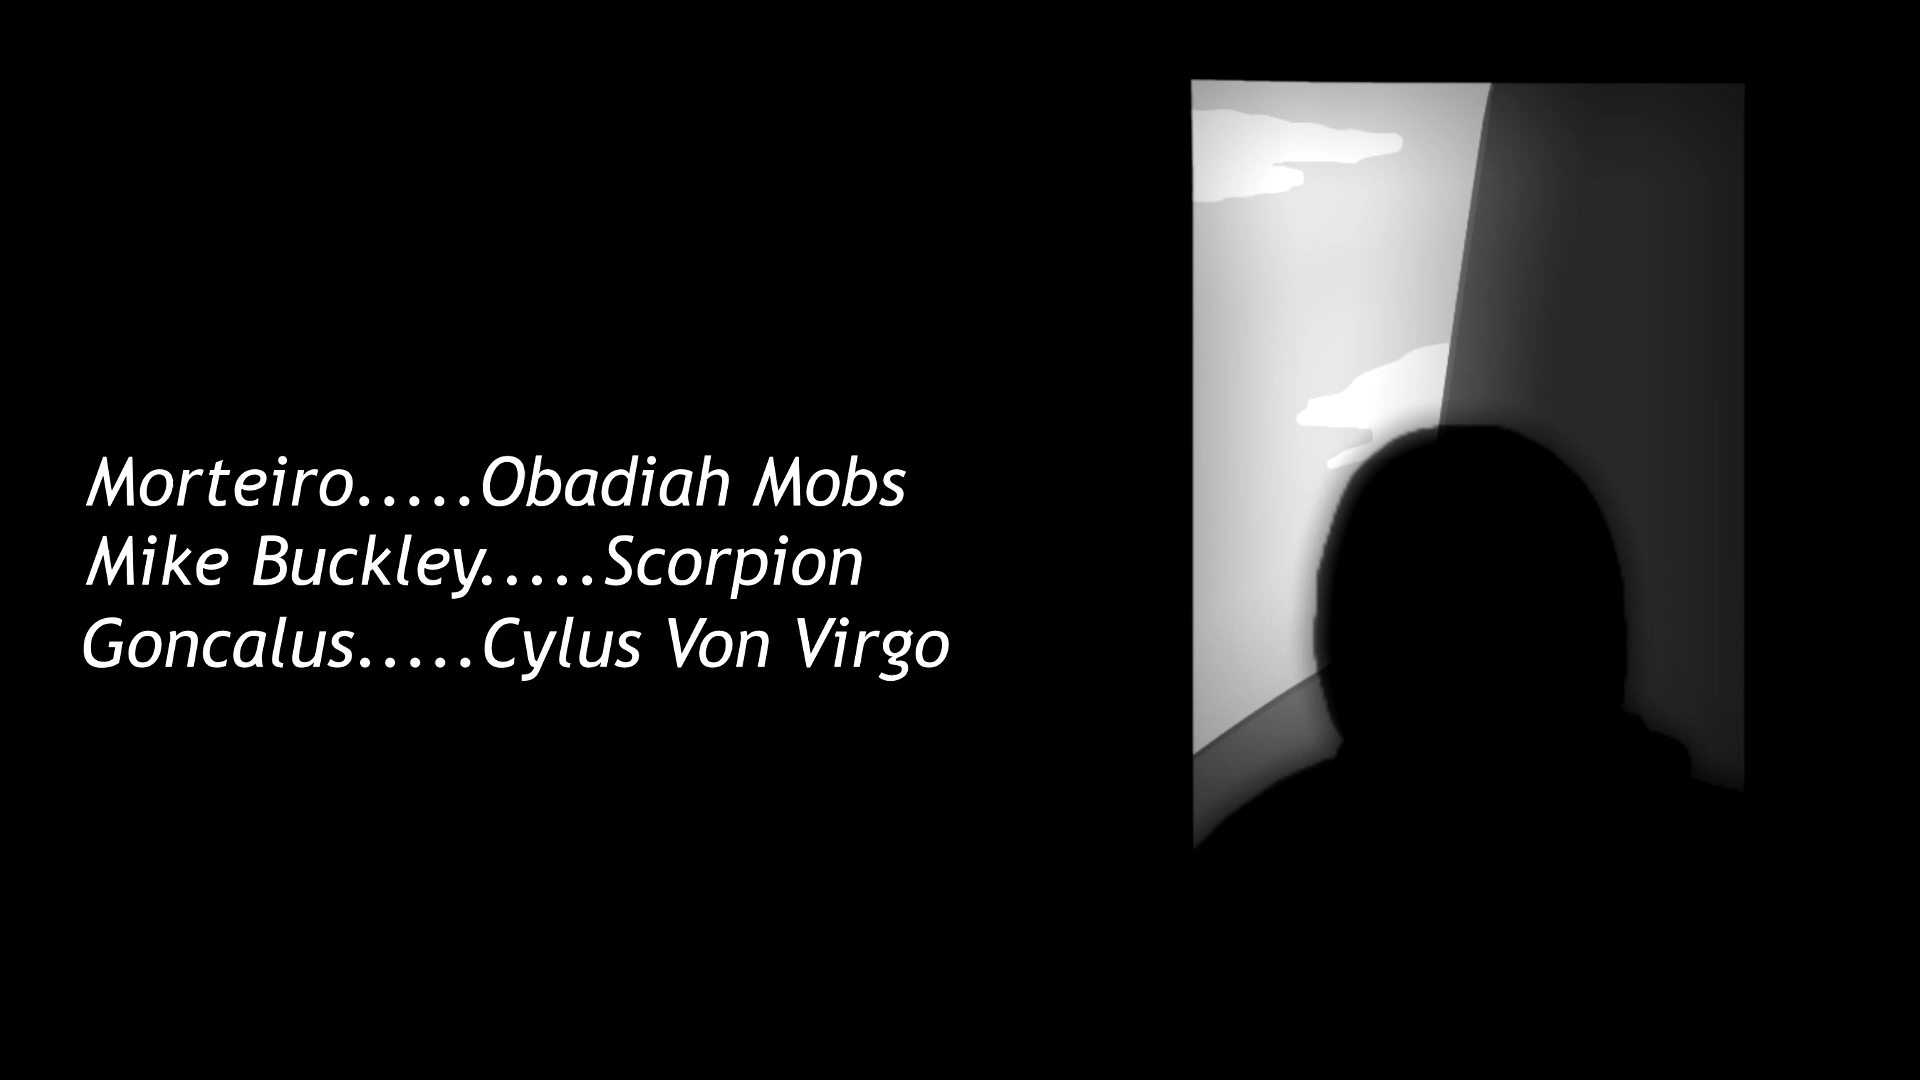 Morteiro.....Obadiah Mobs
Mike Buckley.....Scorpion
Goncalus.....Cylus Von Virgo